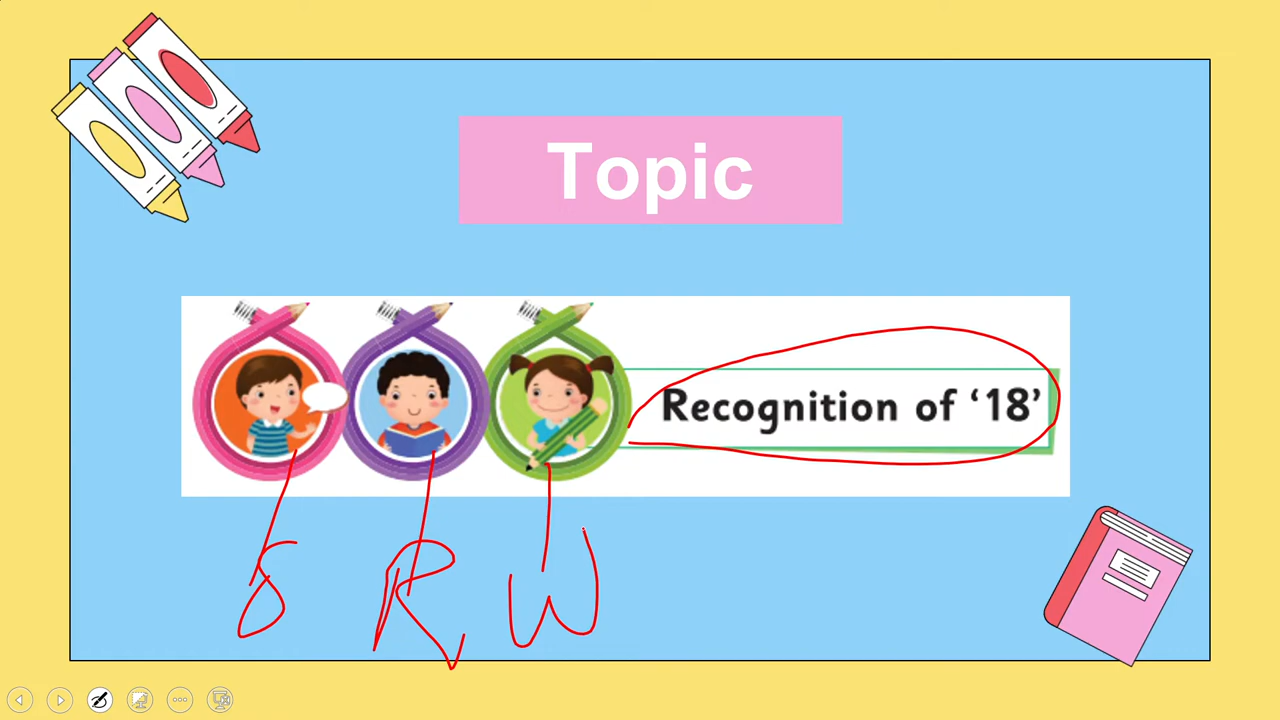 Topic
Recognition of ‘18’
S R W